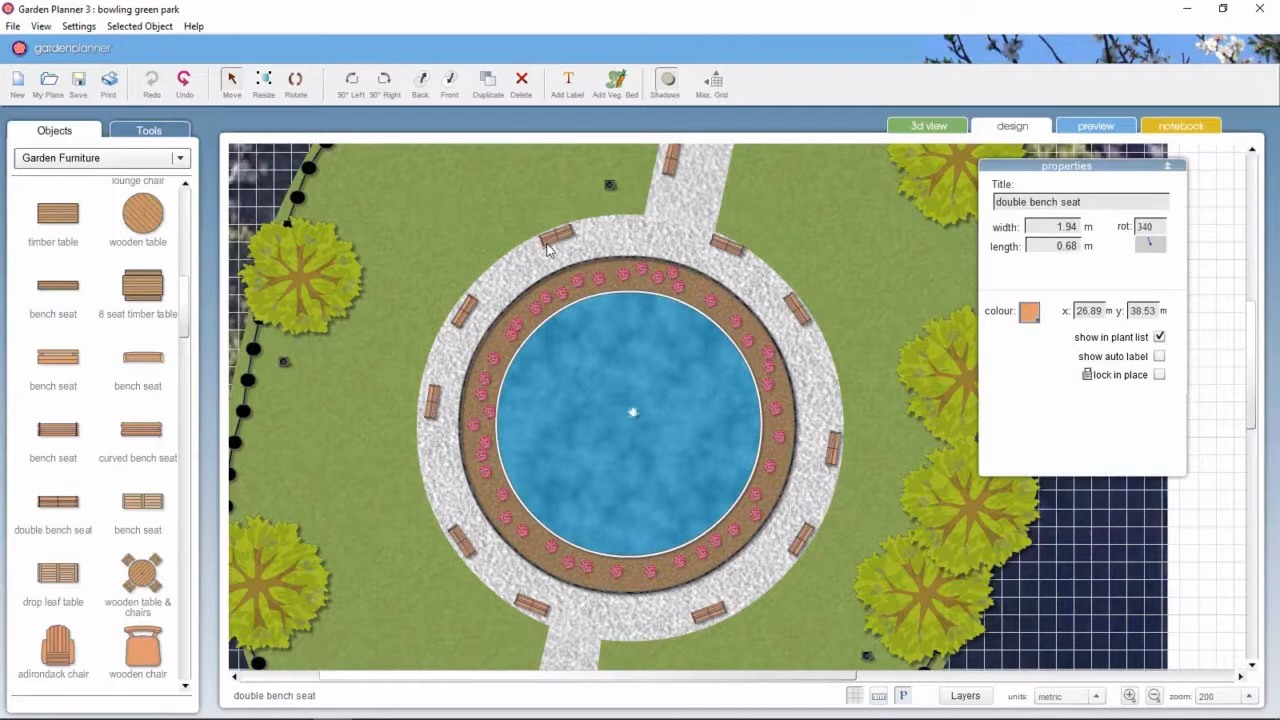 Garden Planner 3 : bowling green park
File View Settings Selected Object Help
gardenplanner
New My Plans Save Print Redo Undo Move Resize Rotate 90° Left 90° Right Back Front Duplicate Delete Add Label Add Veg. Bed Shadows Max. Grid
Objects Tools
3d view design preview notebook
Garden Furniture
lounge chair
timber table wooden table
bench seat 8 seat timber table
bench seat bench seat
bench seat curved bench seat
double bench seat bench seat
drop leaf table wooden table &
chairs
adirondack chair wooden chair
properties
Title:
double bench seat
width: 1.94 m rot: 340
length: 0.68 m
colour: x: 26.89 m y: 38.53 m
show in plant list
show auto label
lock in place
double bench seat
P Layers units: metric zoom: 200